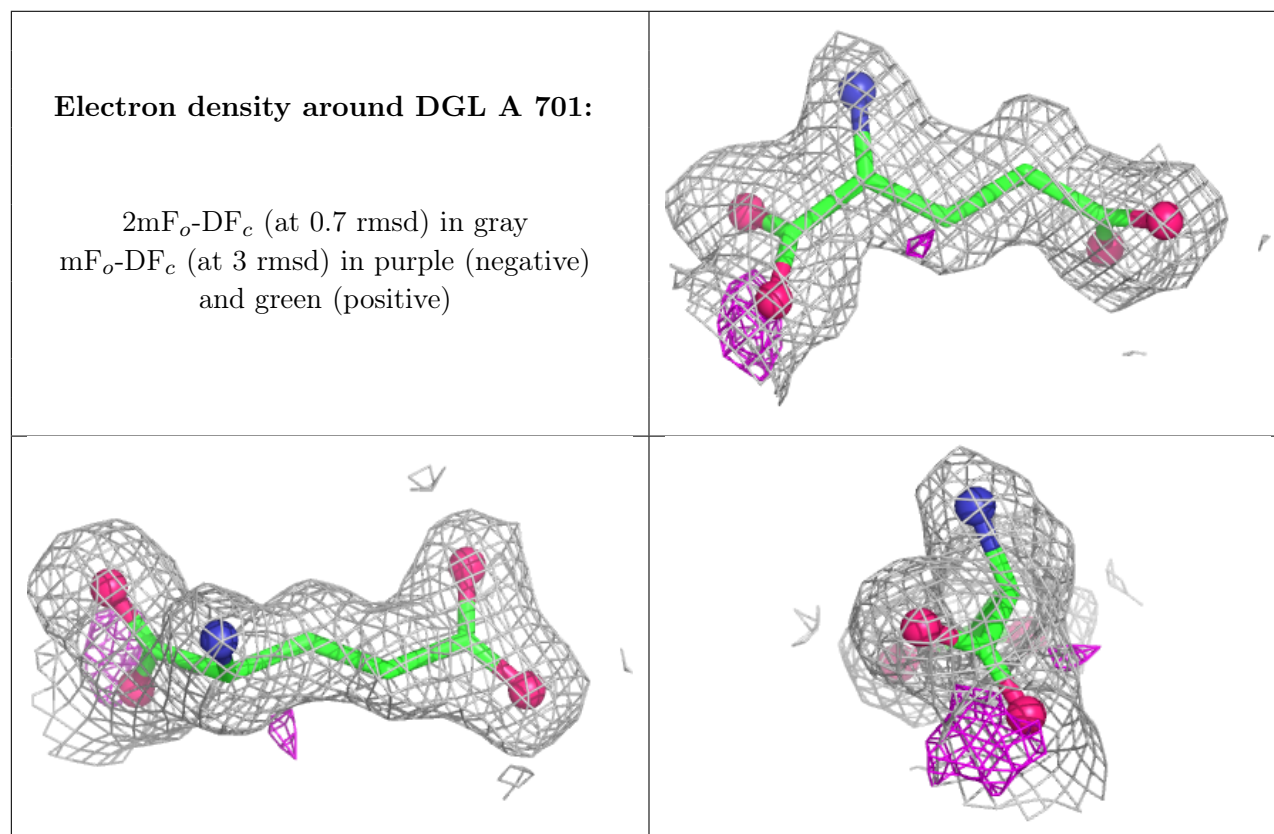 Electron density around DGL A 701:
2mFo-DFc (at 0.7 rmsd) in gray
mFo-DFc (at 3 rmsd) in purple (negative)
and green (positive)